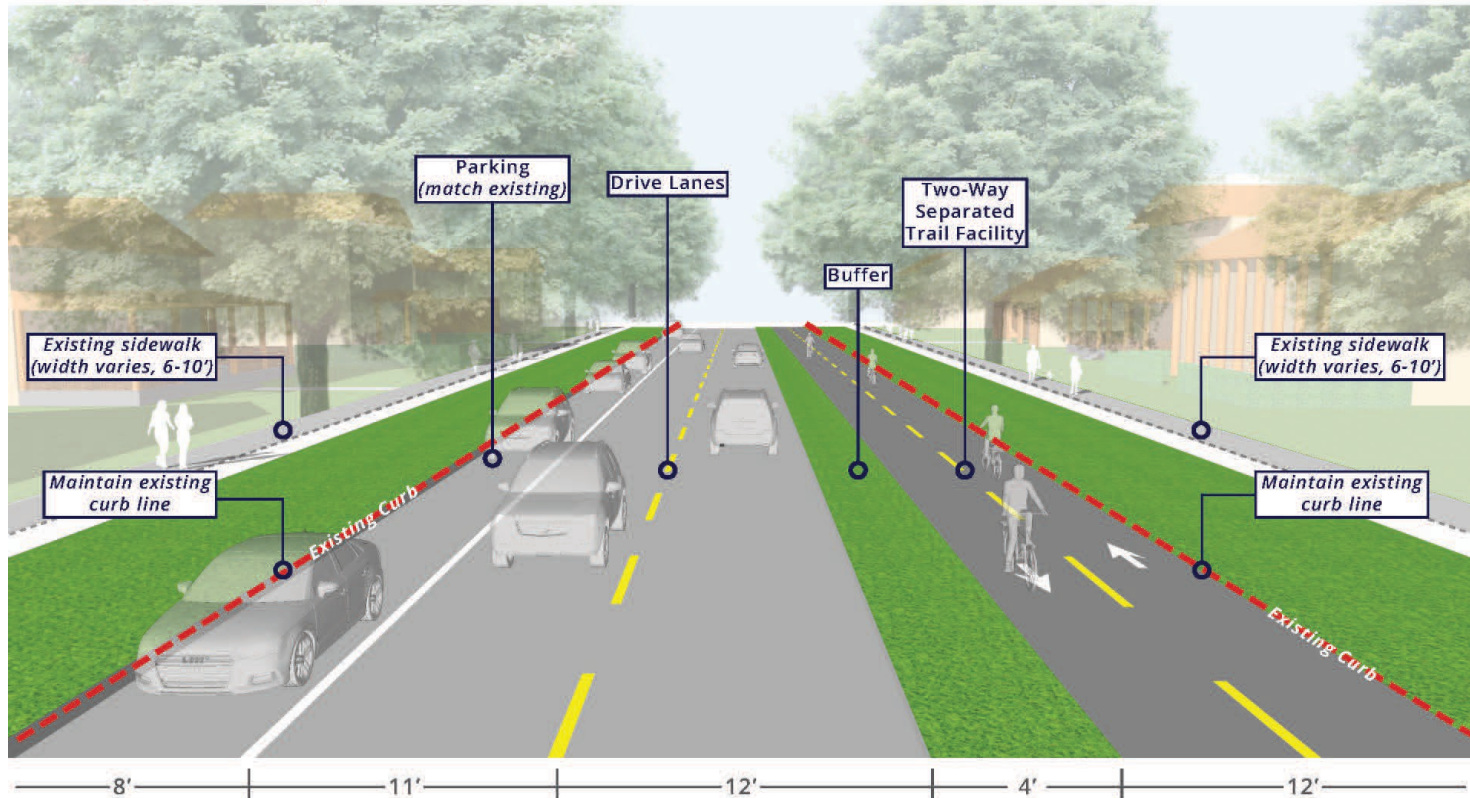 Parking
(match existing)
Drive Lanes
Two-Way
Separated
Trail Facility
Buffer
Existing sidewalk
(width varies, 6-10')
Existing sidewalk
(width varies, 6-10')
Maintain existing
curb line
Existing Curb
Maintain existing
curb line
Existing Curb
8'
11'
12'
4'
12'